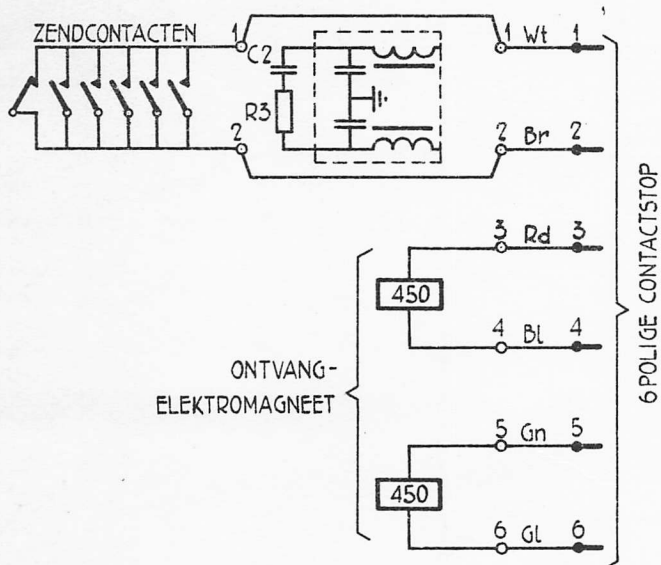 ZENDCONTACTEN
1
C2
R3
2
1 Wt 1
2 Br 2
3 Rd 3
450
4 Bl 4
ONTVANG-
ELEKTROMAGNEET
5 Gn 5
450
6 Gl 6
6 POLIGE CONTACTSTOP